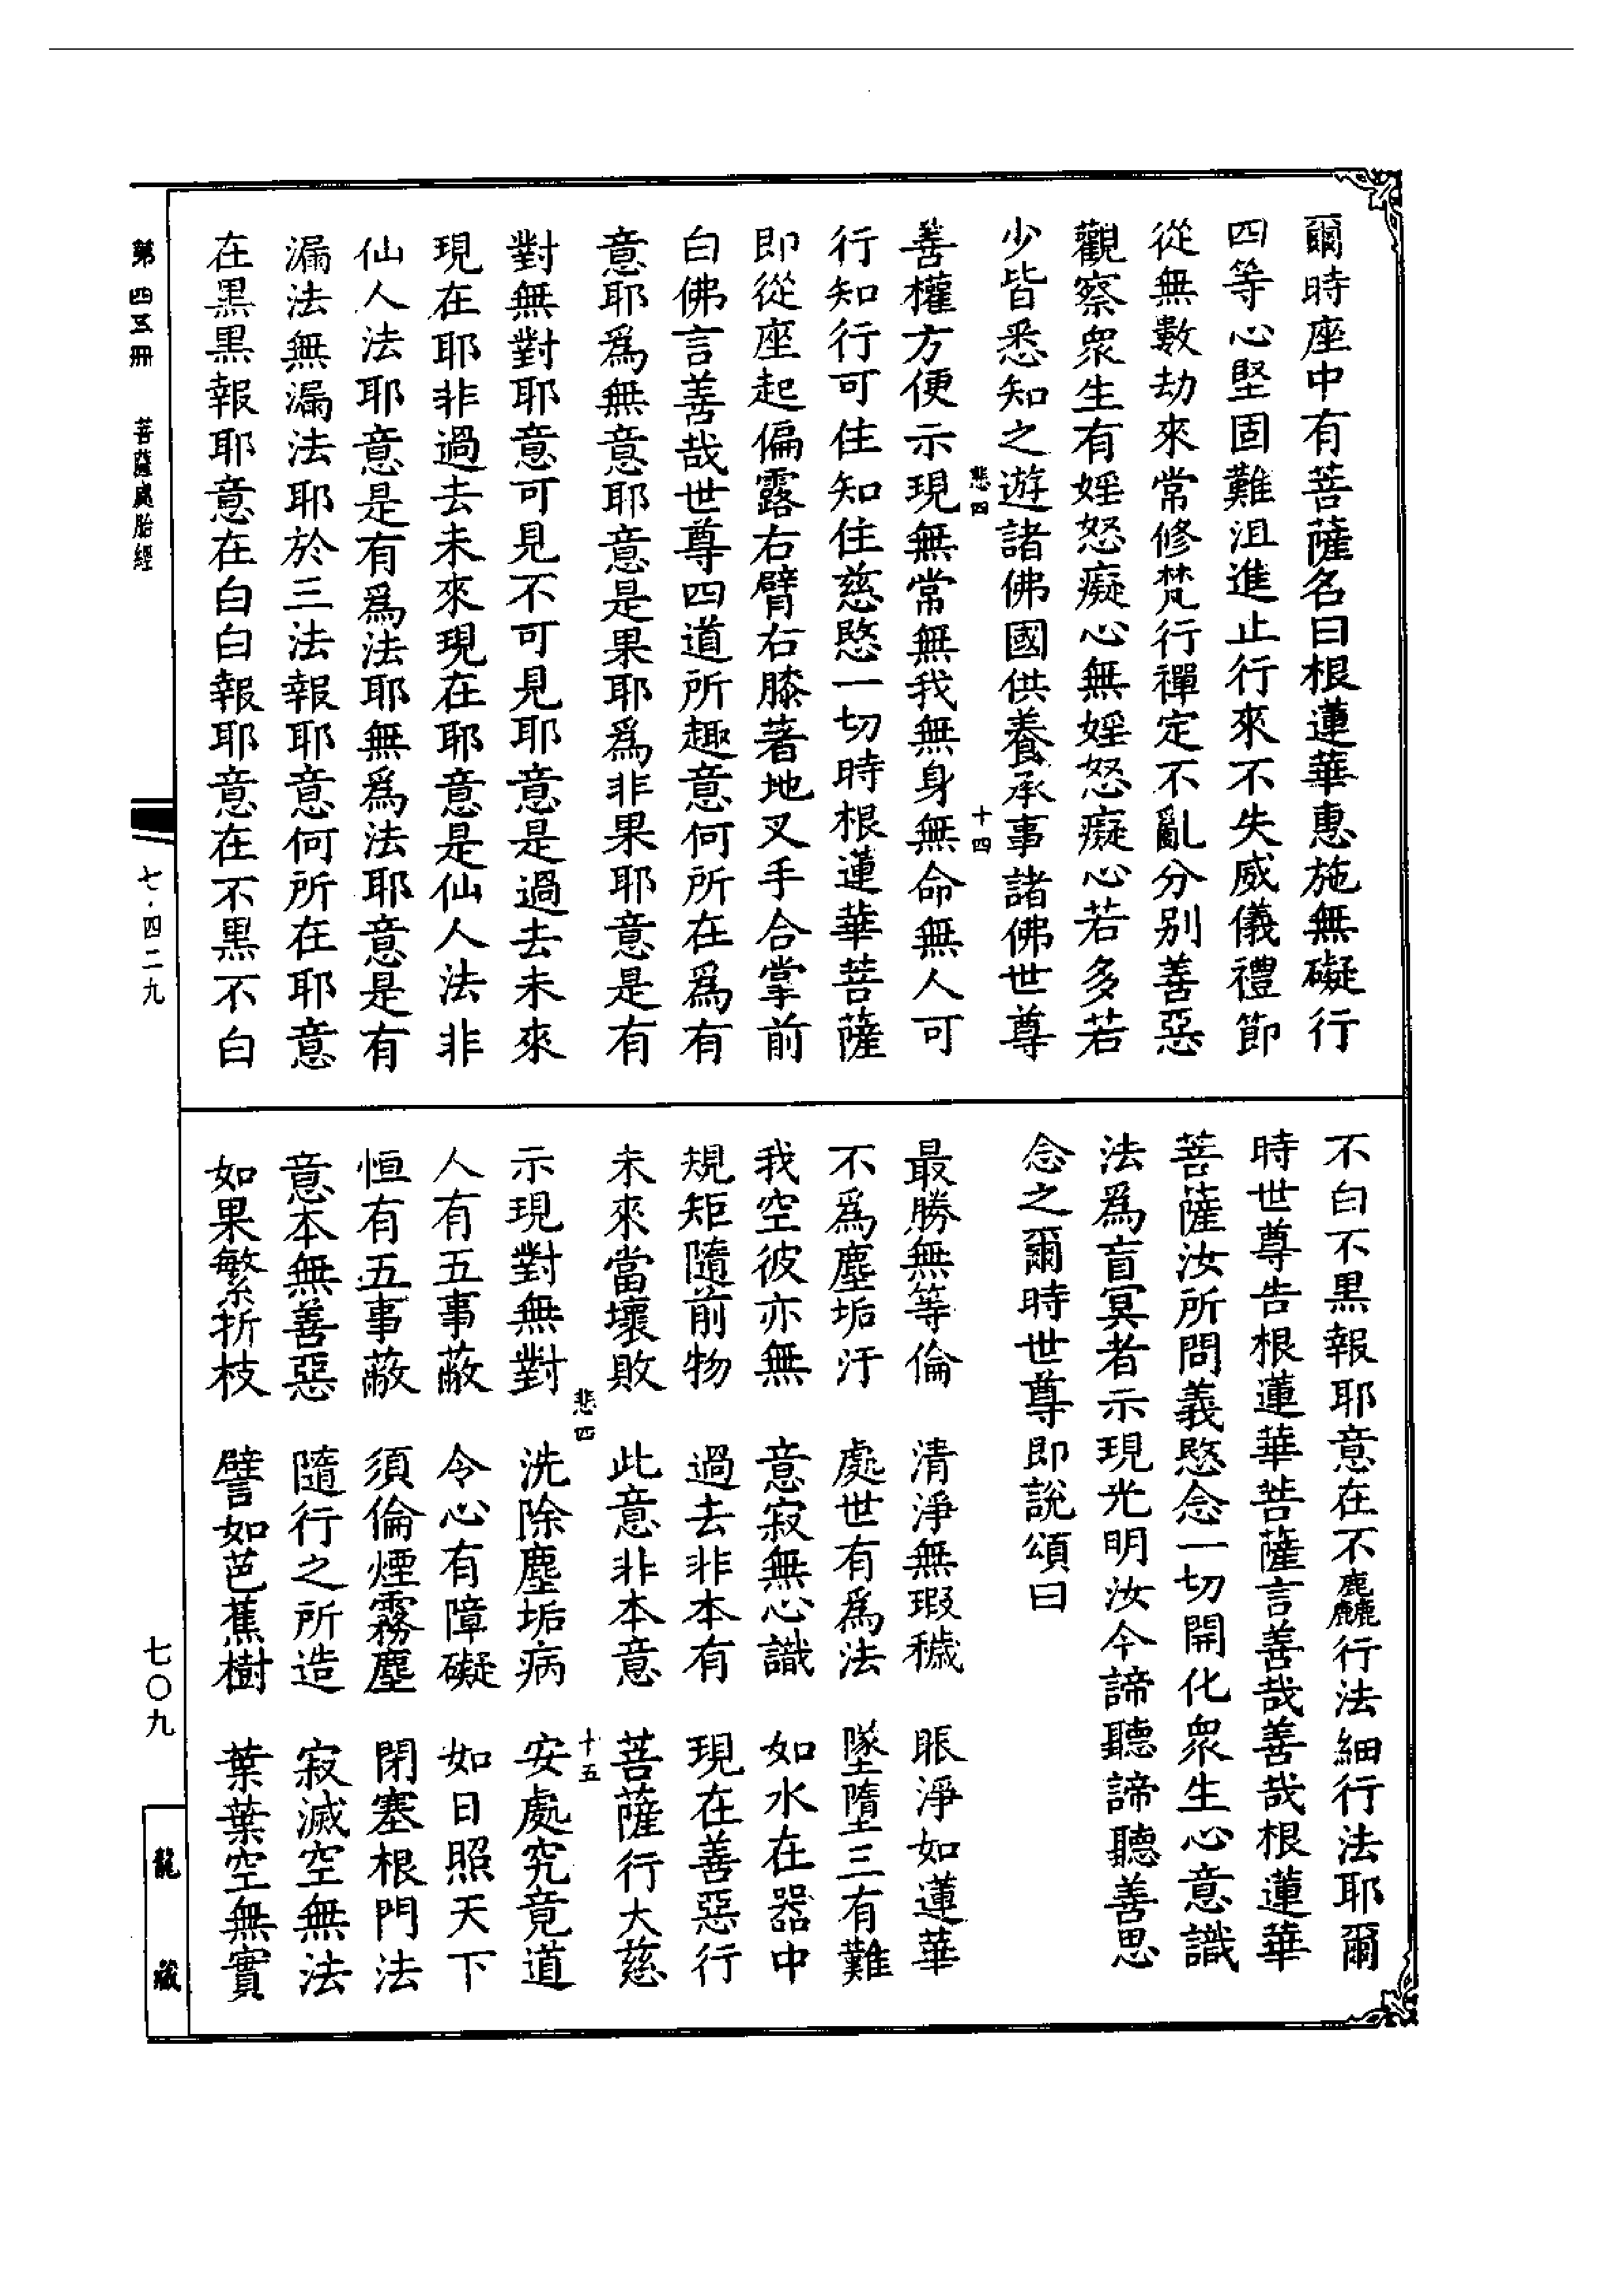 爾時座中有菩薩名曰根蓮華惠施無礙行
四等心堅固難沮進止行來不失威儀禮節
從無數劫來常修梵行禪定不亂分别善惡
觀察衆生有婬怒癡心無婬怒癡心若多若
少皆悉知之遊諸佛國供養承事諸佛世尊
悲四
十四
善權方便示現無常無我無身無命無人可
行知行可住知住慈愍一切時根蓮華菩薩
即從座起偏露右臂右膝著地叉手合掌前
白佛言善哉世尊四道所趣意何所在爲有
意耶爲無意耶意是果耶爲非果耶意是有
對無對耶意可見不可見耶意是過去未來
現在耶非過去未來現在耶意是仙人法非
仙人法耶意是有爲法耶無爲法耶意是有
漏法無漏法耶於三法報耶意何所在耶意
在黑黑報耶意在白白報耶意在不黑不白
不白不黑報耶意在不麤行法細行法耶爾
時世尊告根蓮華菩薩言善哉善哉根蓮華
菩薩汝所問義愍念一切開化衆生心意識
法爲盲冥者示現光明汝今諦聽諦聽善思
念之爾時世尊即說頌曰
最勝無等倫 清淨無瑕穢 眼淨如蓮華
不爲塵垢汙 處世有爲法 墜墮三有難
我空彼亦無 意寂無心識 如水在器中
規矩隨前物 過去非本有 現在善惡行
未來當壞敗 此意非本意 菩薩行大慈
悲四
十五
示現對無對 洗除塵垢病 安處究竟道
人有五事蔽 令心有障礙 如日照天下
恒有五事蔽 須倫煙霧塵 閉塞根門法
意本無善惡 隨行之所造 寂滅空無法
如果繁折枝 譬如芭蕉樹 葉葉空無實
第四五冊 菩薩處胎經
七·四二九
七〇九
龍藏